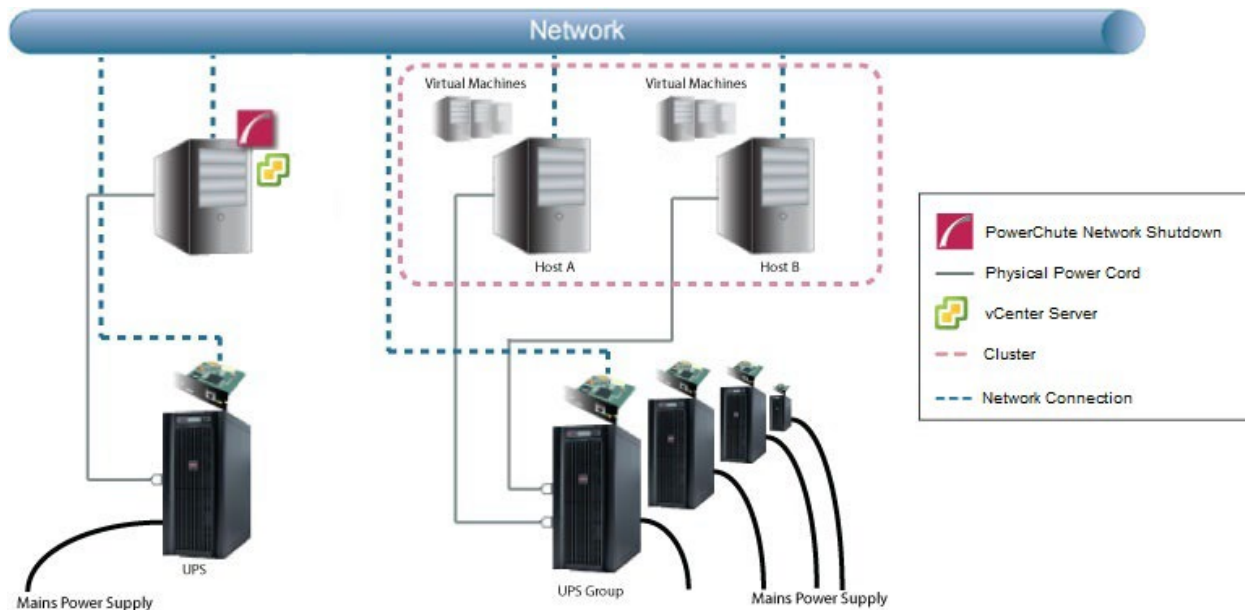 Network
Virtual Machines
Virtual Machines
Host A
Host B
PowerChute Network Shutdown
Physical Power Cord
vCenter Server
Cluster
Network Connection
UPS
UPS Group
Mains Power Supply
Mains Power Supply